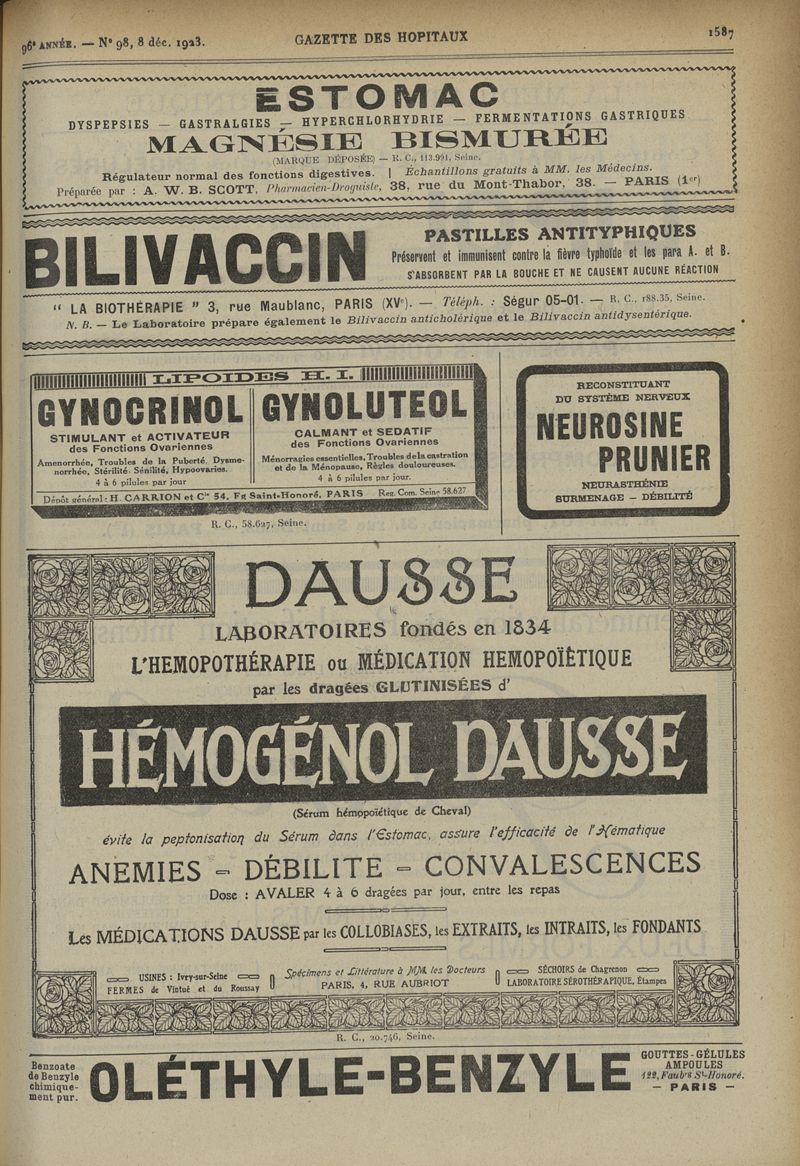 96e ANNÉE. — N° 98, 8 déc. 1923.
GAZETTE DES HOPITAUX
1587
ESTOMAC
DYSPEPSIES — GASTRALGIES — HYPERCHLORHYDRIE — FERMENTATIONS GASTRIQUES
MAGNÉSIE BISMURÉE
(MARQUE DÉPOSÉE) — R. C., 113.991, Seine.
Régulateur normal des fonctions digestives. | Échantillons gratuits à MM. les Médecins.
Préparée par : A. W. B. SCOTT, Pharmacien-Droguiste, 38, rue du Mont-Thabor, 38. — PARIS (1er)
BILIVACCIN
PASTILLES ANTITYPHIQUES
Préservent et immunisent contre la fièvre typhoïde et les para A. et B.
S'ABSORBENT PAR LA BOUCHE ET NE CAUSENT AUCUNE RÉACTION
“ LA BIOTHÉRAPIE ” 3, rue Maublanc, PARIS (XVe). — Téléph. : Ségur 05-01. — R. C., 188.35, Seine.
N. B. — Le Laboratoire prépare également le Bilivaccin anticholérique et le Bilivaccin antidysentérique.
LIPOIDES H. I.
GYNOCRINOL
STIMULANT et ACTIVATEUR
des Fonctions Ovariennes
Amenorrhée, Troubles de la Puberté, Dysme-
norrhée, Stérilité. Sénilité, Hypoovaries.
4 à 6 pilules par jour
GYNOLUTEOL
CALMANT et SEDATIF
des Fonctions Ovariennes
Ménorragies essentielles, Troubles de la castration
et de la Ménopause, Règles douloureuses.
4 à 6 pilules par jour.
Dépôt général : H. CARRION et Cie 54, Fg Saint-Honoré, PARIS Reg. Com. Seine 58.627
R. C., 58.627, Seine.
RECONSTITUANT
DU SYSTÈME NERVEUX
NEUROSINE
PRUNIER
NEURASTHÉNIE
SURMENAGE – DÉBILITÉ
DAUSSE
LABORATOIRES fondés en 1834
L'HEMOPOTHÉRAPIE ou MÉDICATION HEMOPOÏÉTIQUE
par les dragées GLUTINISÉES d'
HÉMOGÉNOL DAUSSE
(Sérum hémopoïétique de Cheval)
évite la peptonisation du Sérum dans l'Estomac, assure l'efficacité de l'Hématique
ANEMIES - DÉBILITE - CONVALESCENCES
Dose : AVALER 4 à 6 dragées par jour, entre les repas
Les MÉDICATIONS DAUSSE par les COLLOBIASES, les EXTRAITS, les INTRAITS, les FONDANTS
USINES : Ivry-sur-Seine
FERMES de Vintué et du Roussay
Spécimens et Littérature à MM. les Docteurs
PARIS, 4, RUE AUBRIOT
SÉCHOIRS de Chagrenon
LABORATOIRE SÉROTHÉRAPIQUE, Étampes
R. C., 20.746, Seine.
Benzoate
de Benzyle
chimique-
ment pur.
OLÉTHYLE-BENZYLE
GOUTTES-GÉLULES
AMPOULES
122, Faubg St-Honoré.
— PARIS —